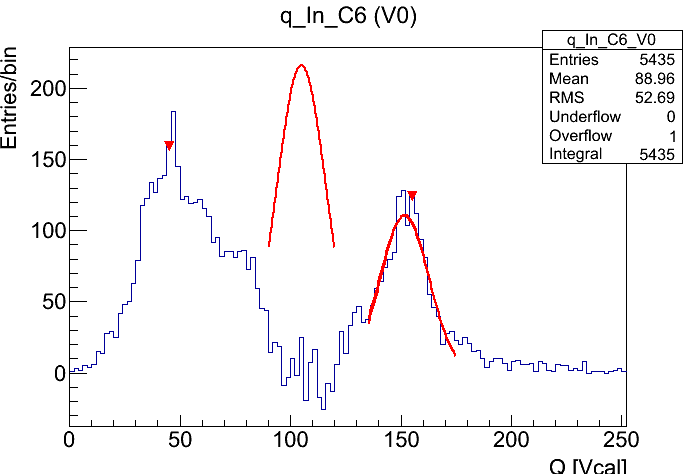 q_In_C6 (V0)
q_In_C6_V0
Entries 5435
Mean 88.96
RMS 52.69
Underflow 0
Overflow 1
Integral 5435
Entries/bin
200
150
100
50
0
0 50 100 150 200 250
Q [Vcal]